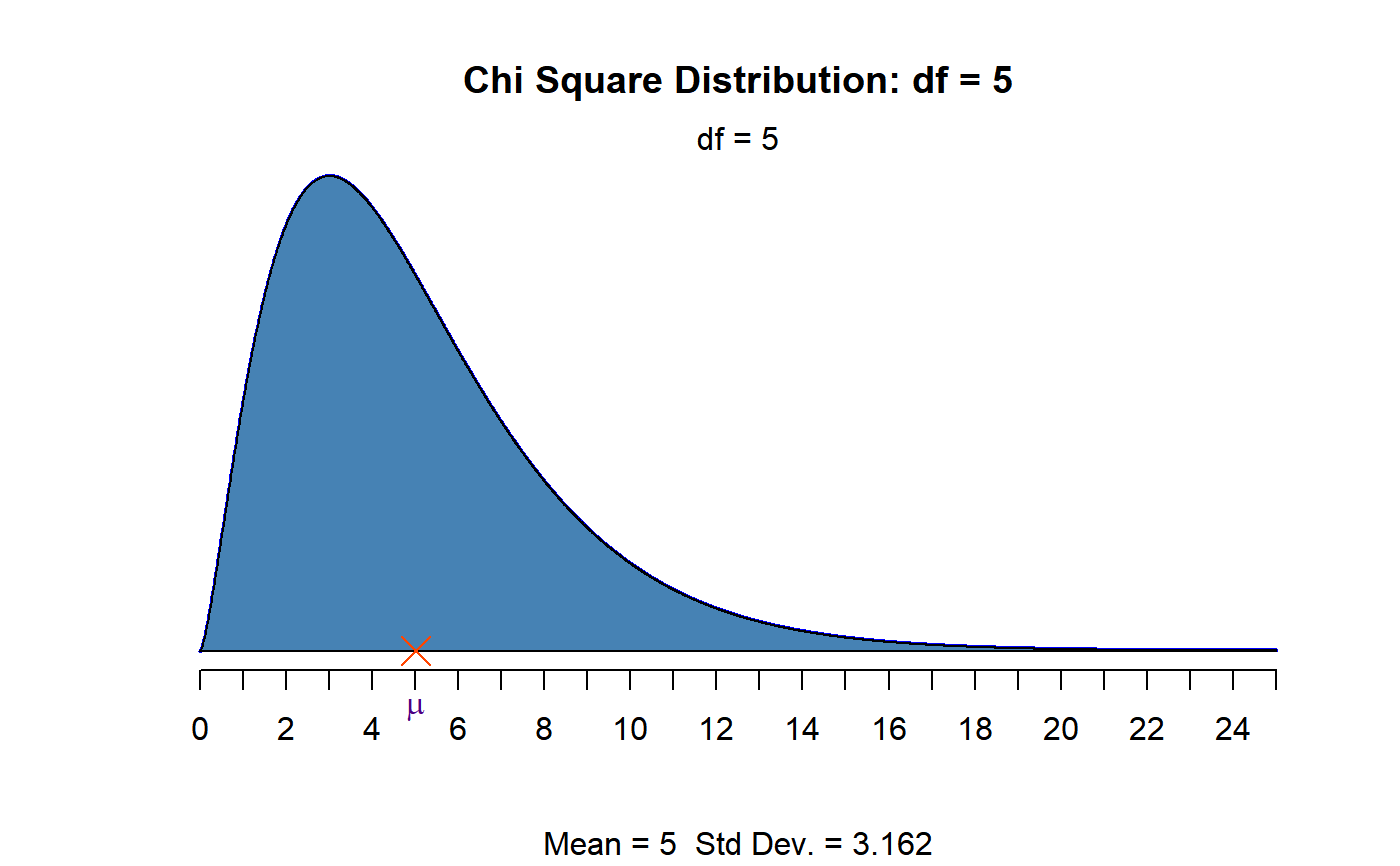 Chi Square Distribution: df = 5
df = 5
μ
0 2 4 6 8 10 12 14 16 18 20 22 24
Mean = 5 Std Dev. = 3.162